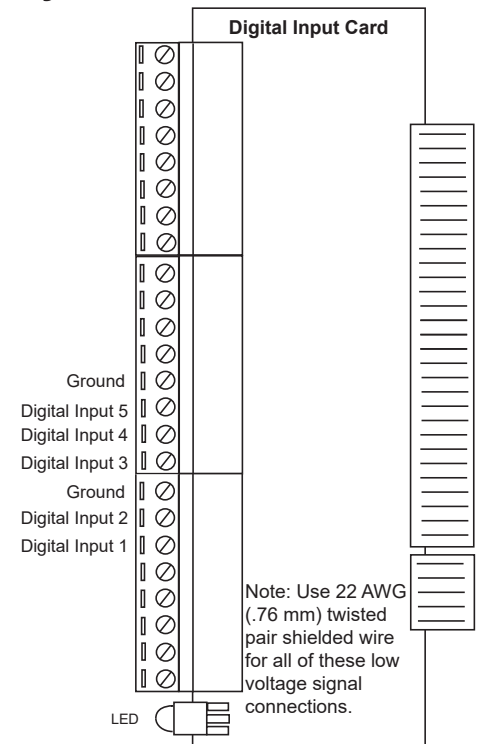 Digital Input Card
Ground
Digital Input 5
Digital Input 4
Digital Input 3
Ground
Digital Input 2
Digital Input 1
Note: Use 22 AWG
(.76 mm) twisted
pair shielded wire
for all of these low
voltage signal
connections.
LED